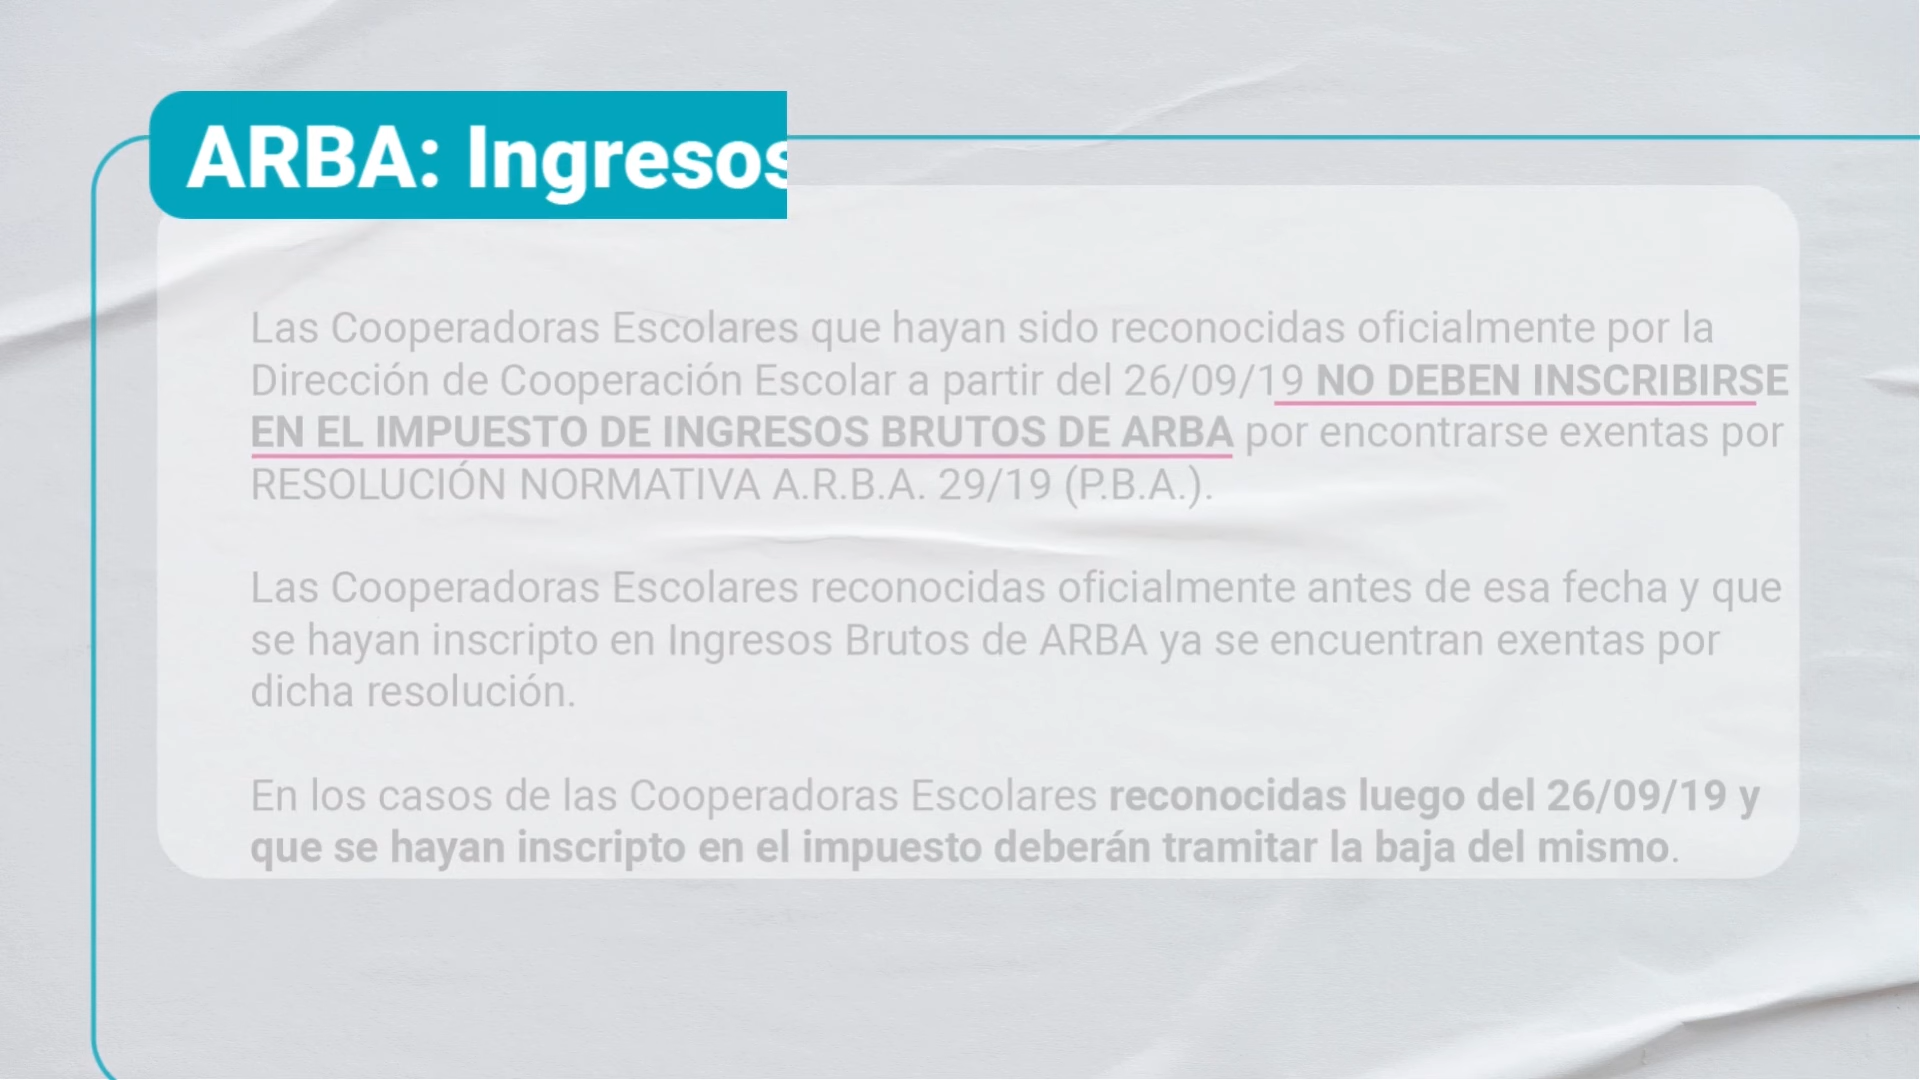 ARBA: Ingresos
Las Cooperadoras Escolares que hayan sido reconocidas oficialmente por la
Dirección de Cooperación Escolar a partir del 26/09/19 NO DEBEN INSCRIBIRSE
EN EL IMPUESTO DE INGRESOS BRUTOS DE ARBA por encontrarse exentas por
RESOLUCIÓN NORMATIVA A.R.B.A. 29/19 (P.B.A.).
Las Cooperadoras Escolares reconocidas oficialmente antes de esa fecha y que
se hayan inscripto en Ingresos Brutos de ARBA ya se encuentran exentas por
dicha resolución.
En los casos de las Cooperadoras Escolares reconocidas luego del 26/09/19 y
que se hayan inscripto en el impuesto deberán tramitar la baja del mismo.